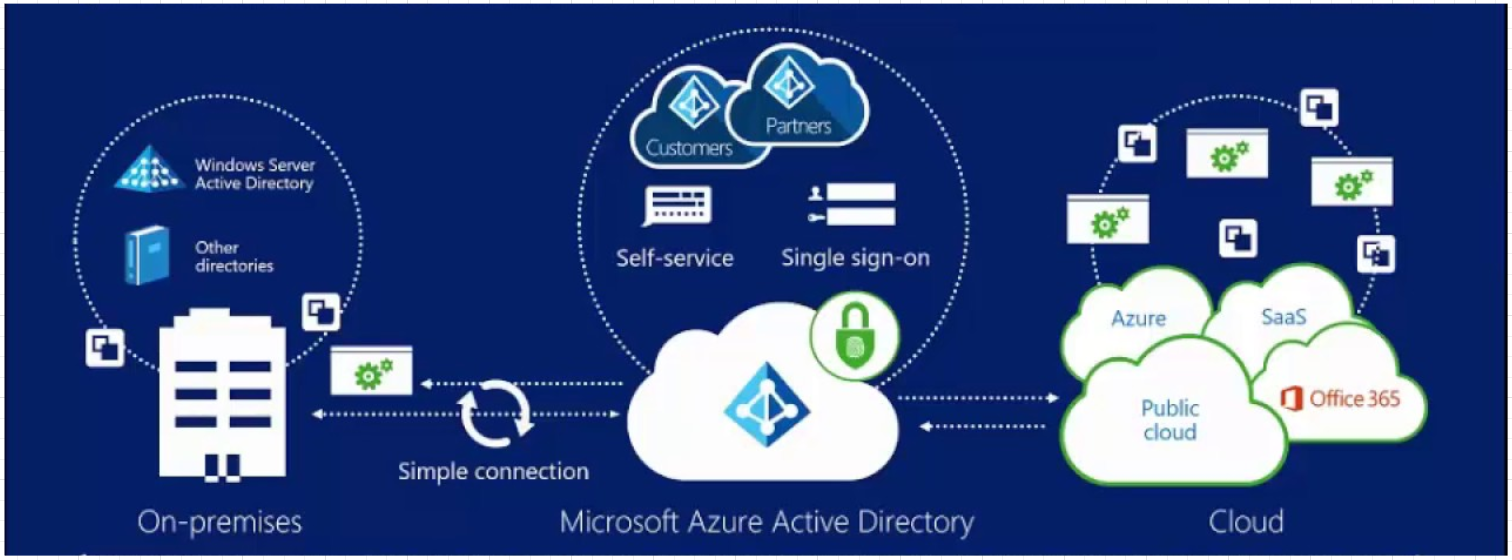 Windows Server
Active Directory
Other
directories
On-premises
Simple connection
Customers
Partners
Self-service
Single sign-on
Microsoft Azure Active Directory
Azure
SaaS
Public
cloud
Office 365
Cloud